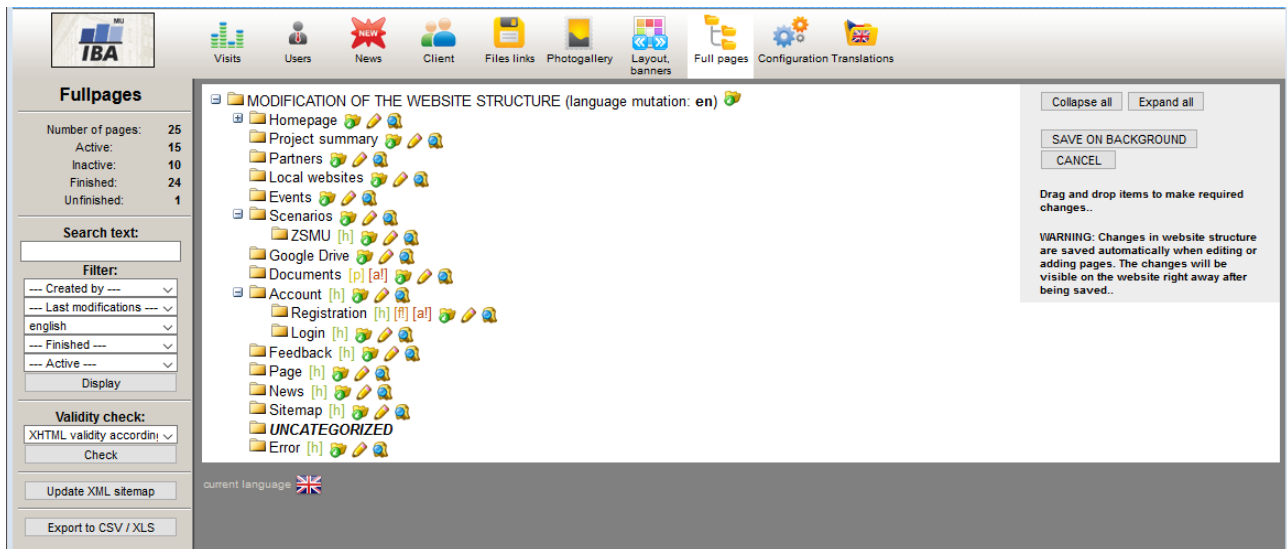 MU
IBA
Visits
Users
NEW
News
Client
Files links
Photogallery
Layout,
banners
Full pages
Configuration
Translations
Fullpages
Number of pages: 25
Active: 15
Inactive: 10
Finished: 24
Unfinished: 1
Search text:
Filter:
--- Created by ---
--- Last modifications ---
english
--- Finished ---
--- Active ---
Display
Validity check:
XHTML validity according
Check
Update XML sitemap
Export to CSV / XLS
MODIFICATION OF THE WEBSITE STRUCTURE (language mutation: en)
Homepage
Project summary
Partners
Local websites
Events
Scenarios
ZSMU [h]
Google Drive
Documents [p] [a!]
Account [h]
Registration [h] [f!] [a!]
Login [h]
Feedback [h]
Page [h]
News [h]
Sitemap [h]
UNCATEGORIZED
Error [h]
current language
Collapse all
Expand all
SAVE ON BACKGROUND
CANCEL
Drag and drop items to make required
changes..
WARNING: Changes in website structure
are saved automatically when editing or
adding pages. The changes will be
visible on the website right away after
being saved..